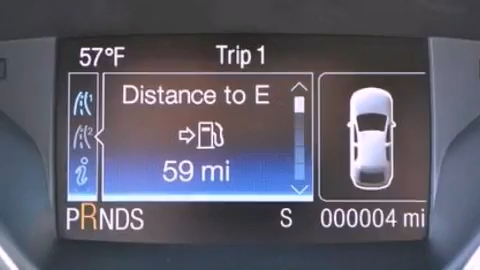 57°F Trip 1
Distance to E
59 mi
PRNDS S 000004 mi